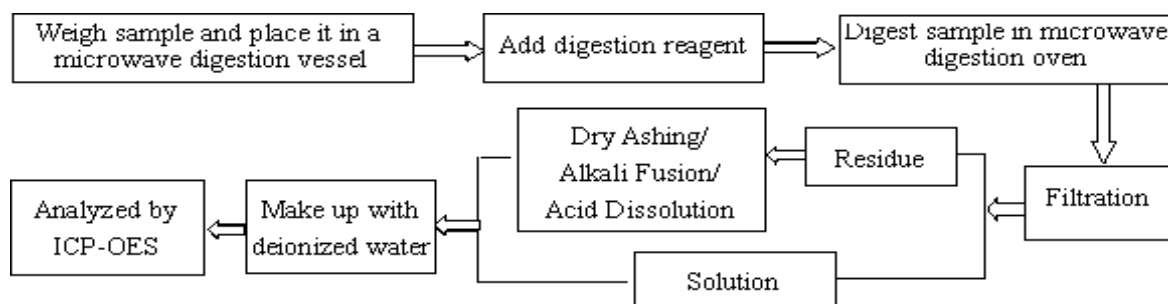 Weigh sample and place it in a
microwave digestion vessel
Add digestion reagent
Digest sample in microwave
digestion oven
Filtration
Residue
Solution
Dry Ashing/
Alkali Fusion/
Acid Dissolution
Make up with
deionized water
Analyzed by
ICP-OES